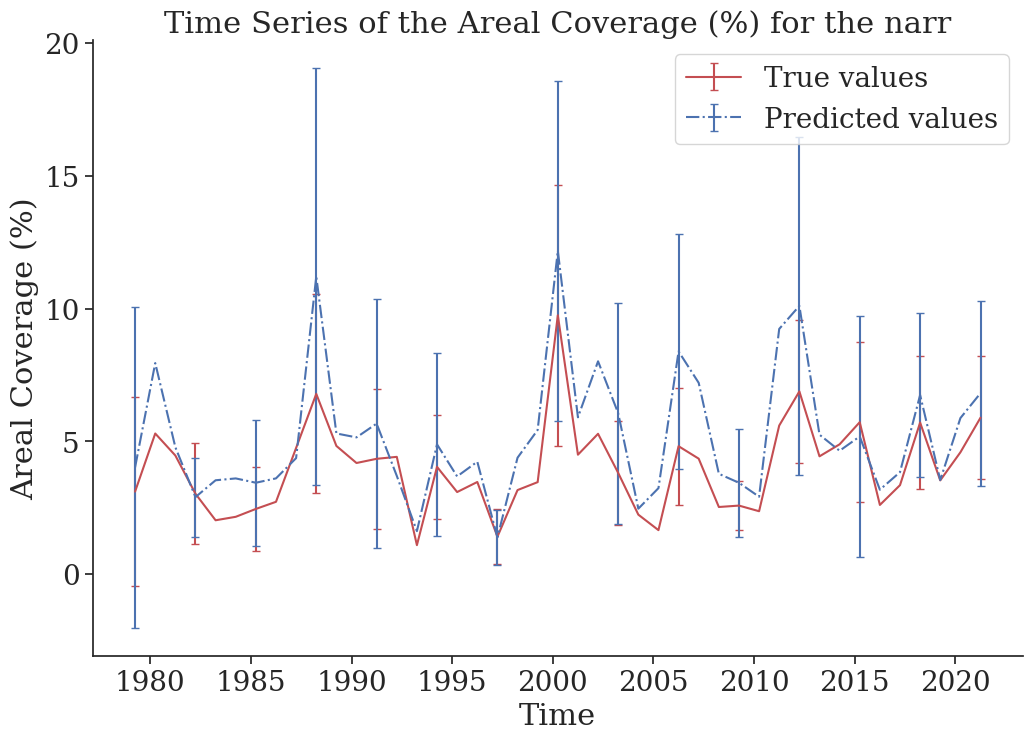 Time Series of the Areal Coverage (%) for the narr
True values
Predicted values
Areal Coverage (%)
20
15
10
5
0
1980 1985 1990 1995 2000 2005 2010 2015 2020
Time